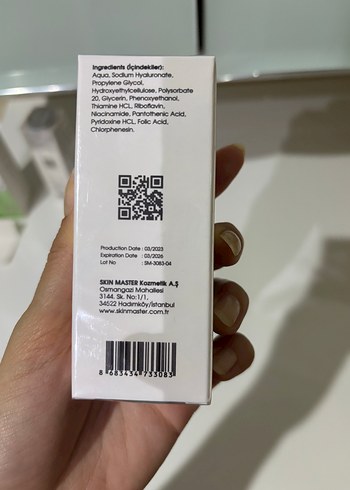 Ingredients (İçindekiler):
Aqua, Sodium Hyaluronate,
Propylene Glycol,
Hydroxyethylcellulose, Polysorbate
20, Glycerin, Phenoxyethanol,
Thiamine HCL, Riboflavin,
Niacinamide, Pantothenic Acid,
Pyridoxine HCL, Folic Acid,
Chlorphenesin.
Production Date : 03/2023
Expiration Date : 03/2026
Lot No : SM-3083-04
SKIN MASTER Kozmetik A.Ş
Osmangazi Mahallesi
3144. Sk. No:1/1,
34522 Hadımköy/İstanbul
www.skinmaster.com.tr
8 683434 733083